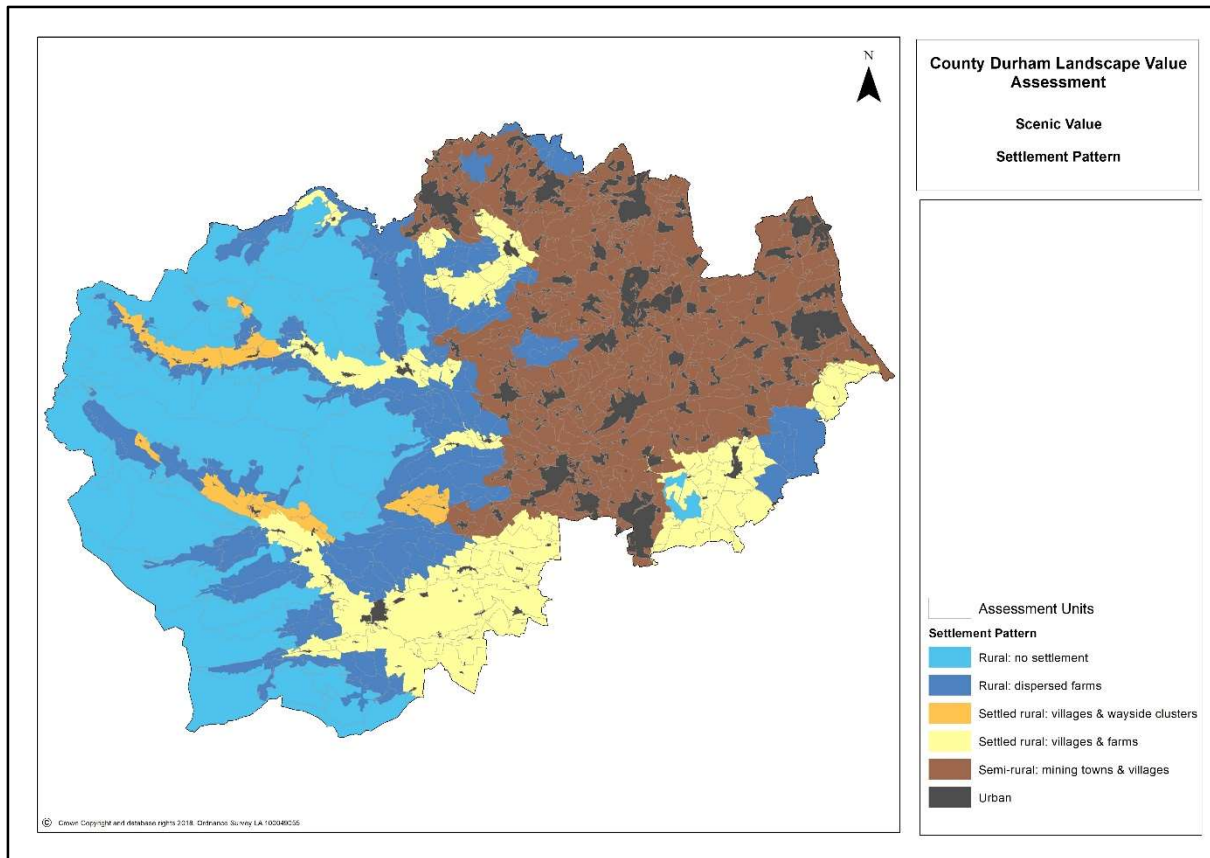 County Durham Landscape Value
Assessment
Scenic Value
Settlement Pattern
N
Assessment Units
Settlement Pattern
Rural: no settlement
Rural: dispersed farms
Settled rural: villages & wayside clusters
Settled rural: villages & farms
Semi-rural: mining towns & villages
Urban
© Crown Copyright and database rights 2018. Ordnance Survey LA 100049055